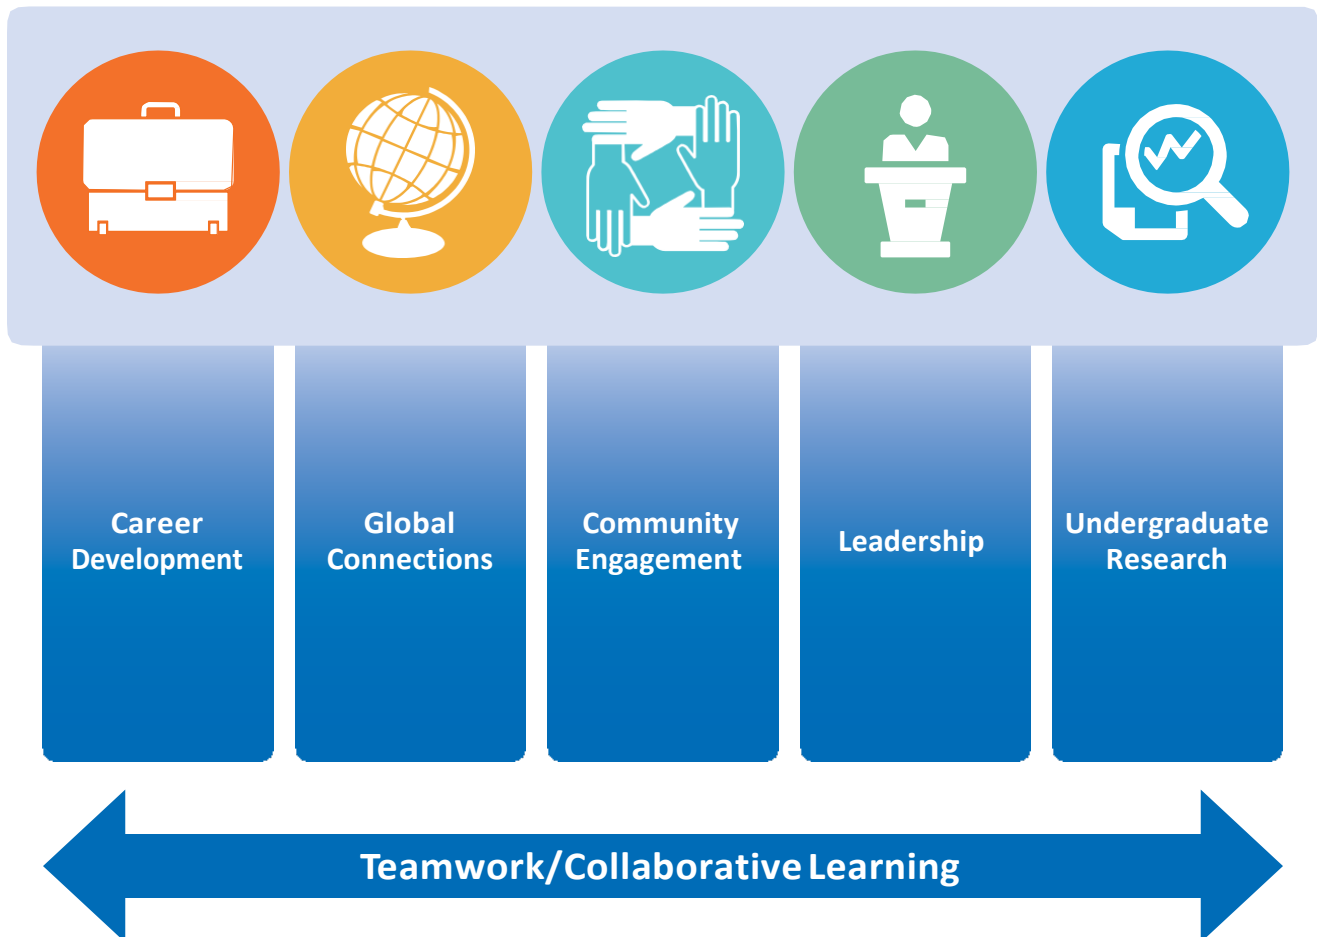 Career
Development
Global
Connections
Community
Engagement
Leadership
Undergraduate
Research
Teamwork/Collaborative Learning